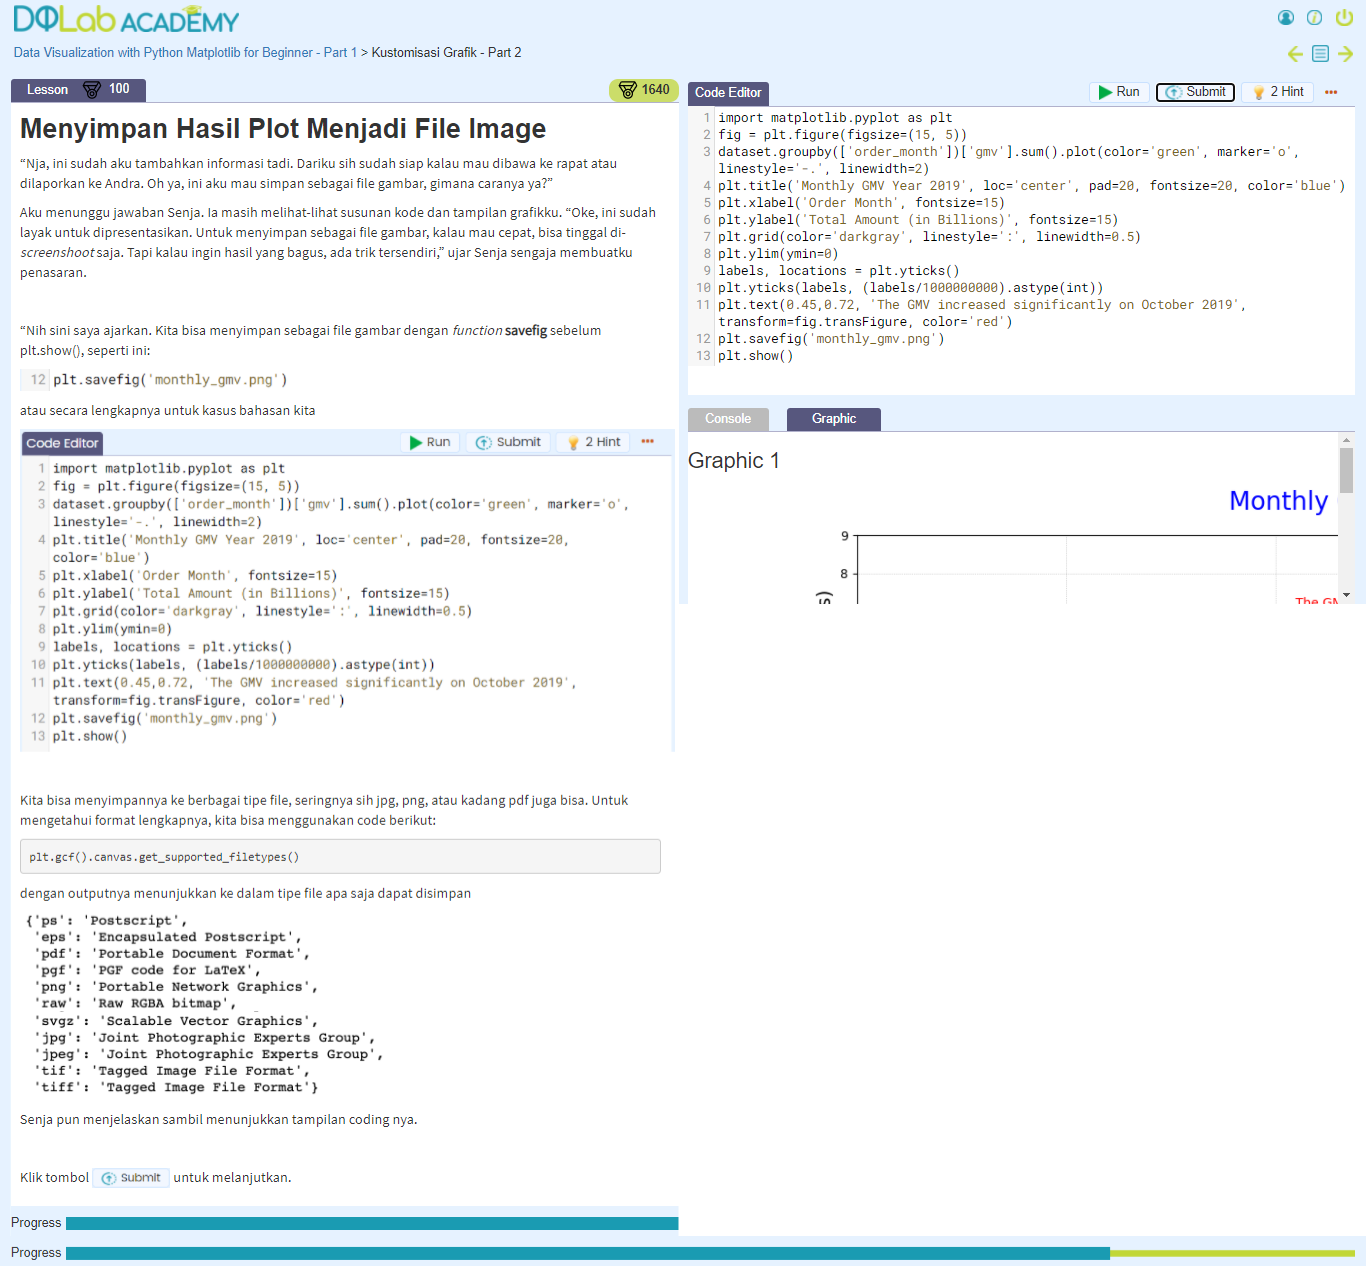 DQLab ACADEMY
Data Visualization with Python Matplotlib for Beginner - Part 1 > Kustomisasi Grafik - Part 2
Lesson 100 1640
Menyimpan Hasil Plot Menjadi File Image
“Nja, ini sudah aku tambahkan informasi tadi. Dariku sih sudah siap kalau mau dibawa ke rapat atau
dilaporkan ke Andra. Oh ya, ini aku mau simpan sebagai file gambar, gimana caranya ya?”
Aku menunggu jawaban Senja. Ia masih melihat-lihat susunan kode dan tampilan grafikku. “Oke, ini sudah
layak untuk dipresentasikan. Untuk menyimpan sebagai file gambar, kalau mau cepat, bisa tinggal di-
screenshoot saja. Tapi kalau ingin hasil yang bagus, ada trik tersendiri,” ujar Senja sengaja membuatku
penasaran.
“Nih sini saya ajarkan. Kita bisa menyimpan sebagai file gambar dengan function savefig sebelum
plt.show(), seperti ini:
12 plt.savefig('monthly_gmv.png')
atau secara lengkapnya untuk kasus bahasan kita
Code Editor Run Submit 2 Hint
1 import matplotlib.pyplot as plt
2 fig = plt.figure(figsize=(15, 5))
3 dataset.groupby(['order_month'])['gmv'].sum().plot(color='green', marker='o',
linestyle='-.', linewidth=2)
4 plt.title('Monthly GMV Year 2019', loc='center', pad=20, fontsize=20,
color='blue')
5 plt.xlabel('Order Month', fontsize=15)
6 plt.ylabel('Total Amount (in Billions)', fontsize=15)
7 plt.grid(color='darkgray', linestyle=':', linewidth=0.5)
8 plt.ylim(ymin=0)
9 labels, locations = plt.yticks()
10 plt.yticks(labels, (labels/1000000000).astype(int))
11 plt.text(0.45,0.72, 'The GMV increased significantly on October 2019',
transform=fig.transFigure, color='red')
12 plt.savefig('monthly_gmv.png')
13 plt.show()
Kita bisa menyimpannya ke berbagai tipe file, seringnya sih jpg, png, atau kadang pdf juga bisa. Untuk
mengetahui format lengkapnya, kita bisa menggunakan code berikut:
plt.gcf().canvas.get_supported_filetypes()
dengan outputnya menunjukkan ke dalam tipe file apa saja dapat disimpan
{'ps': 'Postscript',
'eps': 'Encapsulated Postscript',
'pdf': 'Portable Document Format',
'pgf': 'PGF code for LaTeX',
'png': 'Portable Network Graphics',
'raw': 'Raw RGBA bitmap',
'svgz': 'Scalable Vector Graphics',
'jpg': 'Joint Photographic Experts Group',
'jpeg': 'Joint Photographic Experts Group',
'tif': 'Tagged Image File Format',
'tiff': 'Tagged Image File Format'}
Senja pun menjelaskan sambil menunjukkan tampilan coding nya.
Klik tombol Submit untuk melanjutkan.
Progress
Progress
Code Editor Run Submit 2 Hint
1 import matplotlib.pyplot as plt
2 fig = plt.figure(figsize=(15, 5))
3 dataset.groupby(['order_month'])['gmv'].sum().plot(color='green', marker='o',
linestyle='-.', linewidth=2)
4 plt.title('Monthly GMV Year 2019', loc='center', pad=20, fontsize=20, color='blue')
5 plt.xlabel('Order Month', fontsize=15)
6 plt.ylabel('Total Amount (in Billions)', fontsize=15)
7 plt.grid(color='darkgray', linestyle=':', linewidth=0.5)
8 plt.ylim(ymin=0)
9 labels, locations = plt.yticks()
10 plt.yticks(labels, (labels/1000000000).astype(int))
11 plt.text(0.45,0.72, 'The GMV increased significantly on October 2019',
transform=fig.transFigure, color='red')
12 plt.savefig('monthly_gmv.png')
13 plt.show()
Console Graphic
Graphic 1
Monthly
9
8